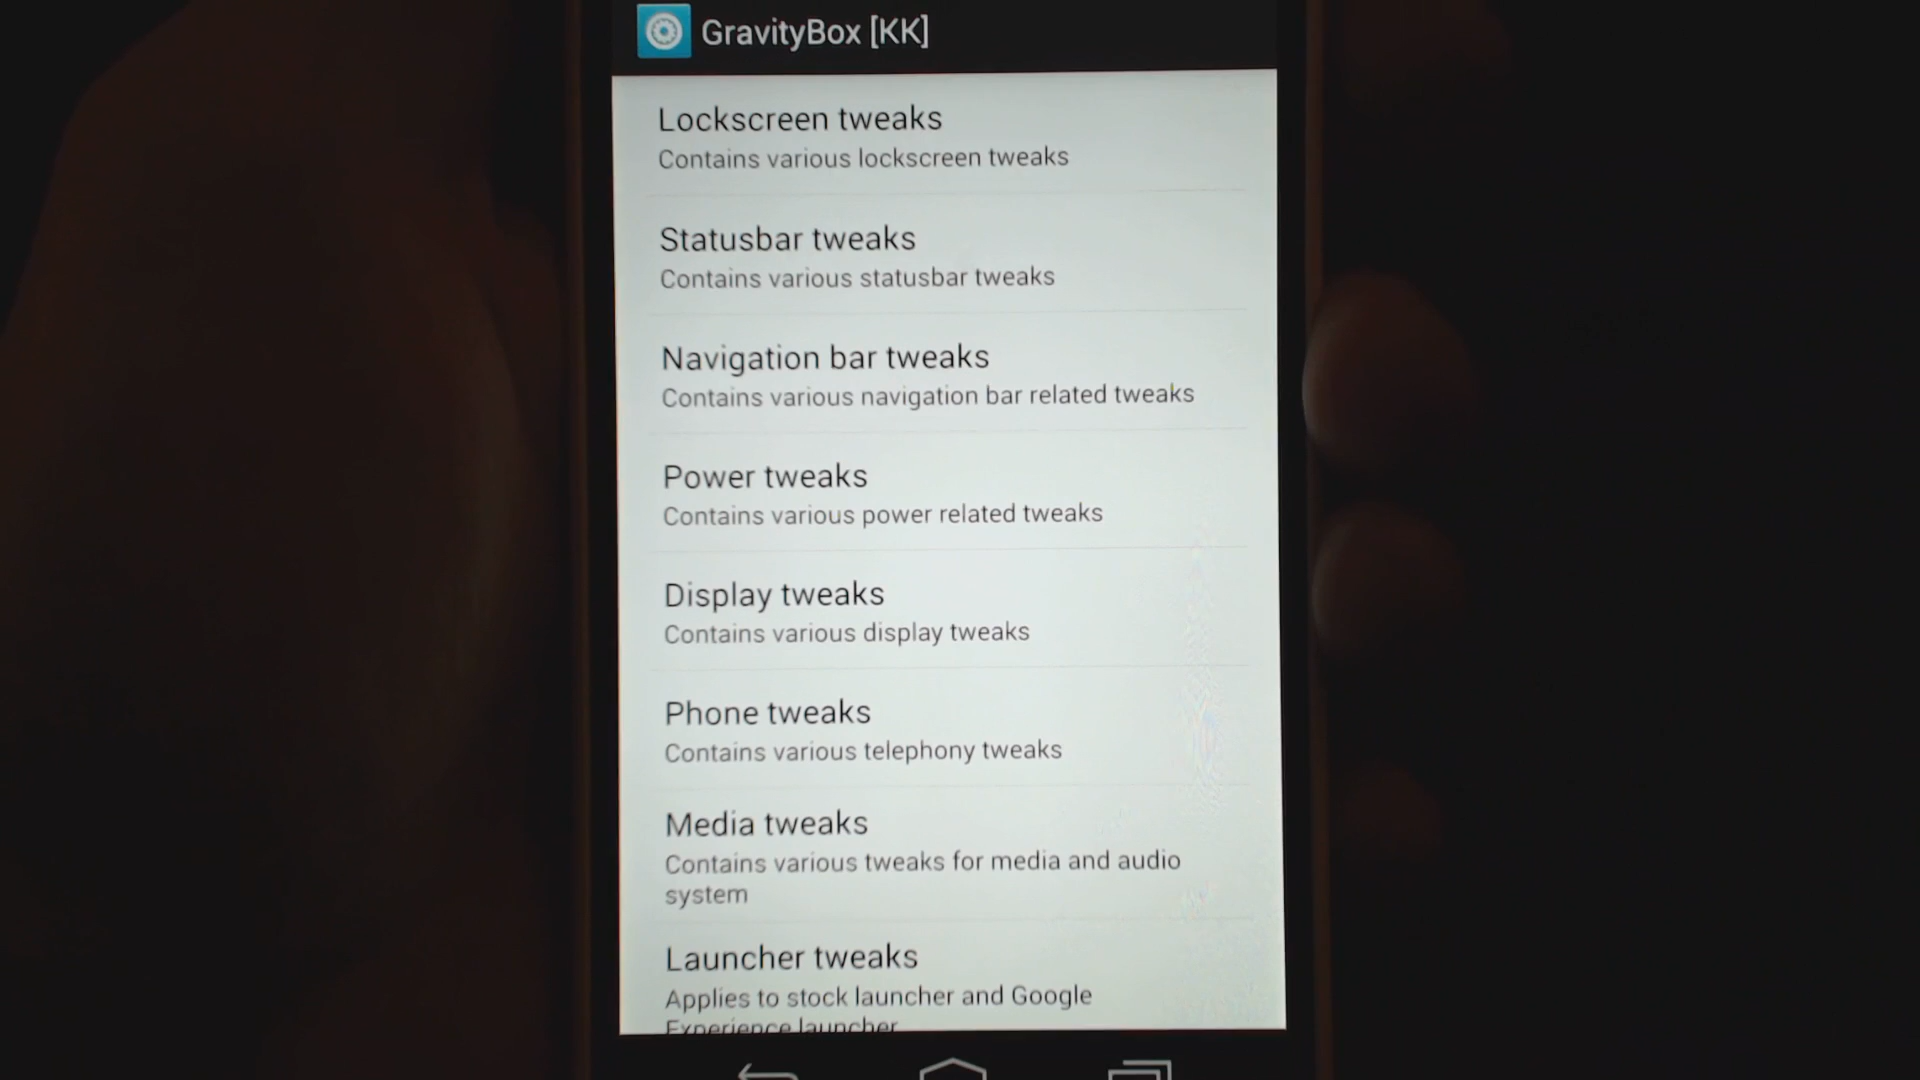 GravityBox [KK]
Lockscreen tweaks
Contains various lockscreen tweaks
Statusbar tweaks
Contains various statusbar tweaks
Navigation bar tweaks
Contains various navigation bar related tweaks
Power tweaks
Contains various power related tweaks
Display tweaks
Contains various display tweaks
Phone tweaks
Contains various telephony tweaks
Media tweaks
Contains various tweaks for media and audio
system
Launcher tweaks
Applies to stock launcher and Google
Experience launcher